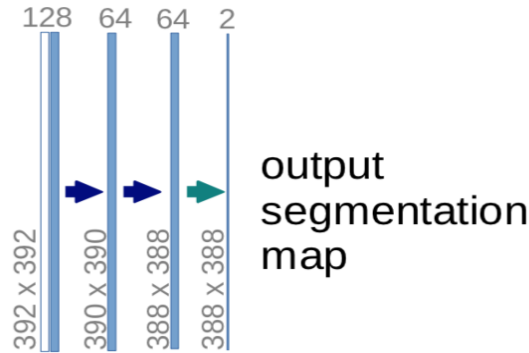 128 64 64 2
392 x 392
390 x 390
388 x 388
388 x 388
output
segmentation
map